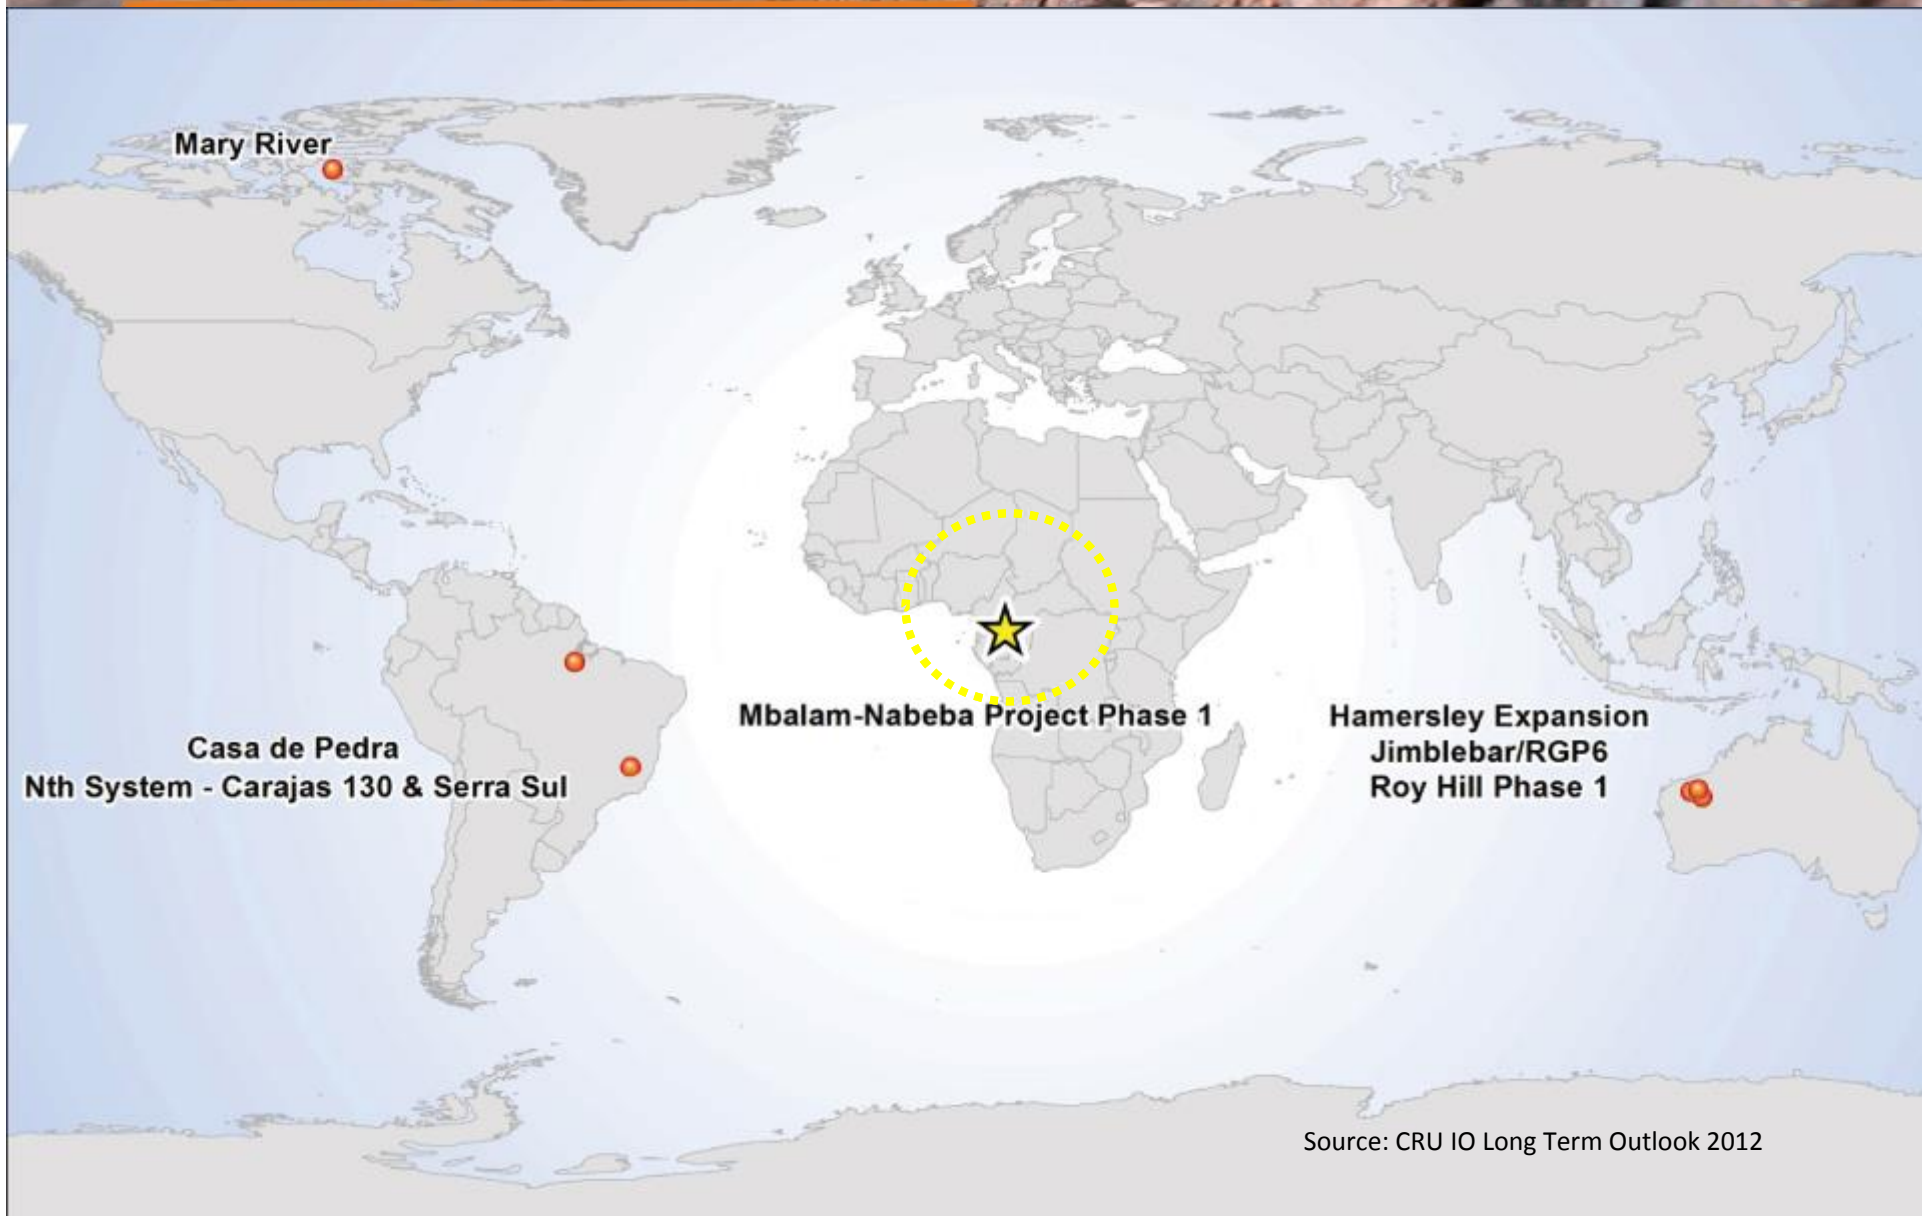 Mary River
Mbalam-Nabeba Project Phase 1
Casa de Pedra
Nth System - Carajas 130 & Serra Sul
Hamersley Expansion
Jimblebar/RGP6
Roy Hill Phase 1
Source: CRU IO Long Term Outlook 2012